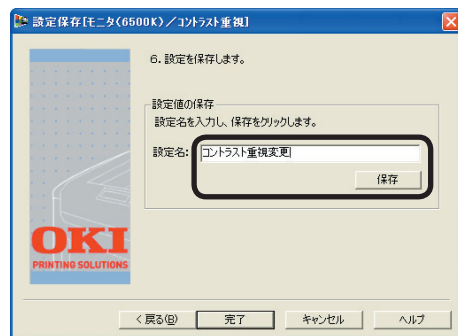 設定保存[モニタ(6500K)／コントラスト重視]
6. 設定を保存します。
設定値の保存
設定名を入力し、保存をクリックします。
設定名: コントラスト重視変更
保存
OKI
PRINTING SOLUTIONS
< 戻る(B) 完了 キャンセル ヘルプ